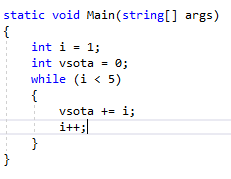 static void Main(string[] args)
{
    int i = 1;
    int vsota = 0;
    while (i < 5)
    {
        vsota += i;
        i++;
    }
}